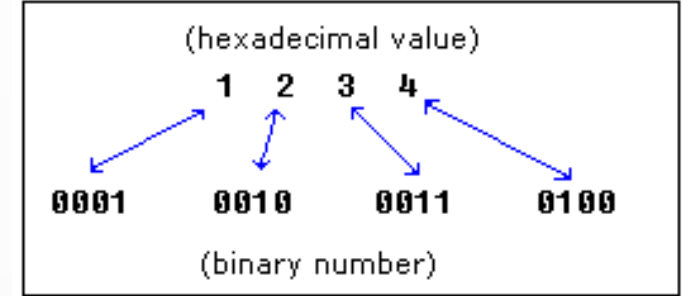 (hexadecimal value)
1 2 3 4
0001 0010 0011 0100
(binary number)